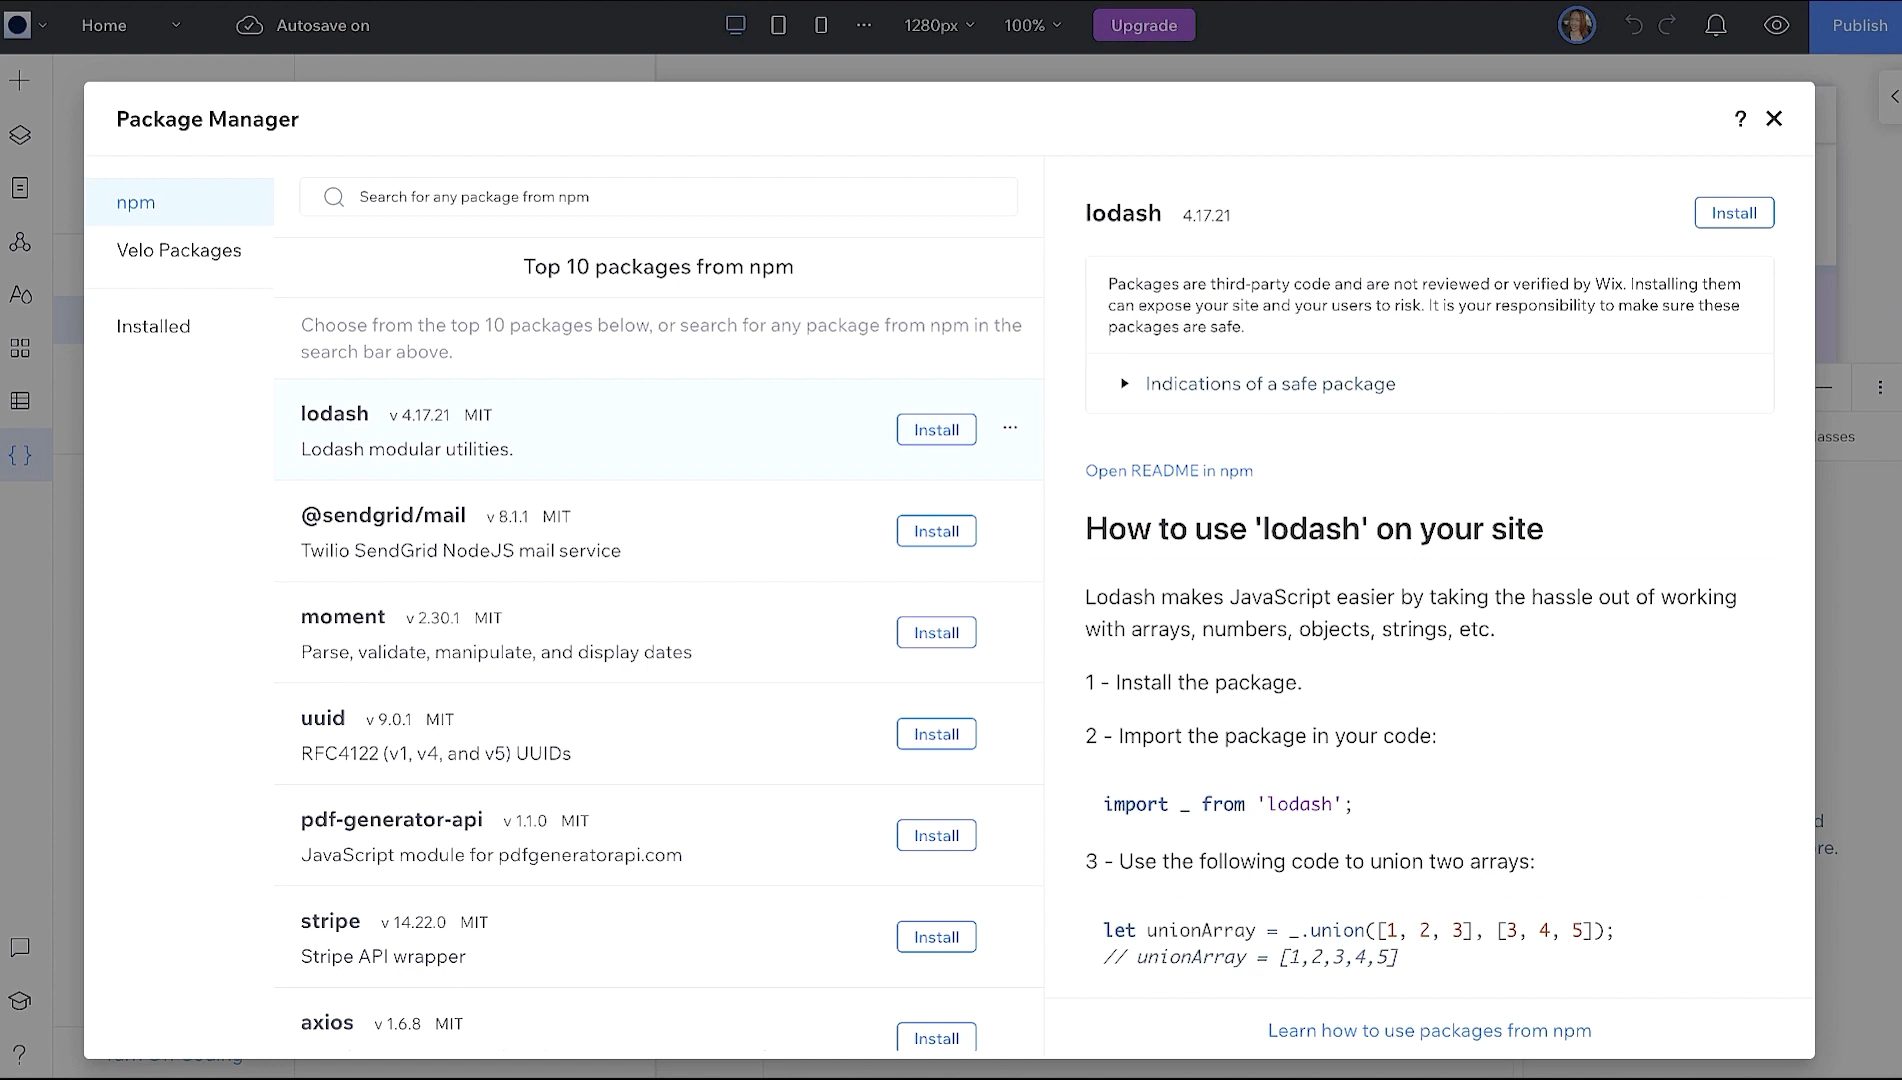 Home
Autosave on
1280px
100%
Upgrade
Publish
Package Manager
?
npm
Velo Packages
Installed
Search for any package from npm
Top 10 packages from npm
Choose from the top 10 packages below, or search for any package from npm in the
search bar above.
lodash v 4.17.21 MIT
Lodash modular utilities.
Install
@sendgrid/mail v 8.1.1 MIT
Twilio SendGrid NodeJS mail service
Install
moment v 2.30.1 MIT
Parse, validate, manipulate, and display dates
Install
uuid v 9.0.1 MIT
RFC4122 (v1, v4, and v5) UUIDs
Install
pdf-generator-api v 1.1.0 MIT
JavaScript module for pdfgeneratorapi.com
Install
stripe v 14.22.0 MIT
Stripe API wrapper
Install
axios v 1.6.8 MIT
Install
lodash 4.17.21
Install
Packages are third-party code and are not reviewed or verified by Wix. Installing them
can expose your site and your users to risk. It is your responsibility to make sure these
packages are safe.
Indications of a safe package
Open README in npm
How to use 'lodash' on your site
Lodash makes JavaScript easier by taking the hassle out of working
with arrays, numbers, objects, strings, etc.
1 - Install the package.
2 - Import the package in your code:
import _ from 'lodash';
3 - Use the following code to union two arrays:
let unionArray = _.union([1, 2, 3], [3, 4, 5]);
// unionArray = [1,2,3,4,5]
Learn how to use packages from npm